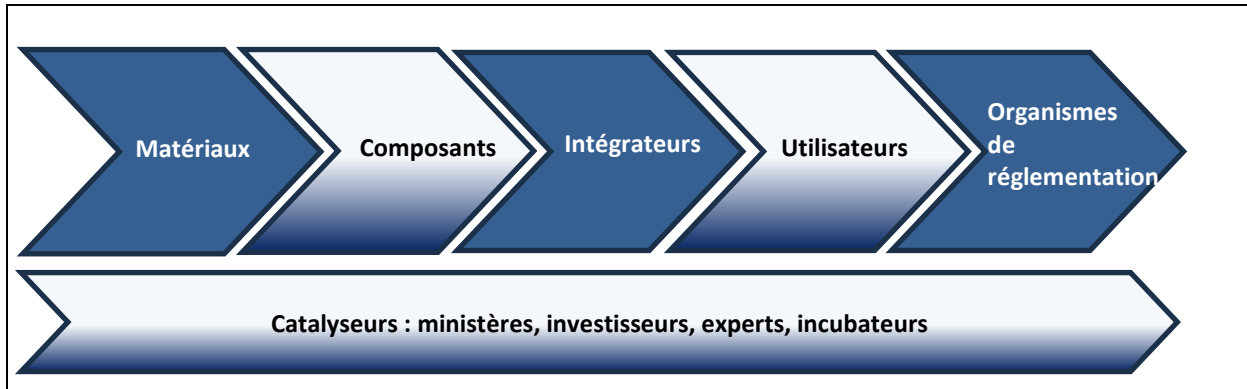 Matériaux
Composants
Intégrateurs
Utilisateurs
Organismes
de
réglementation
Catalyseurs : ministères, investisseurs, experts, incubateurs